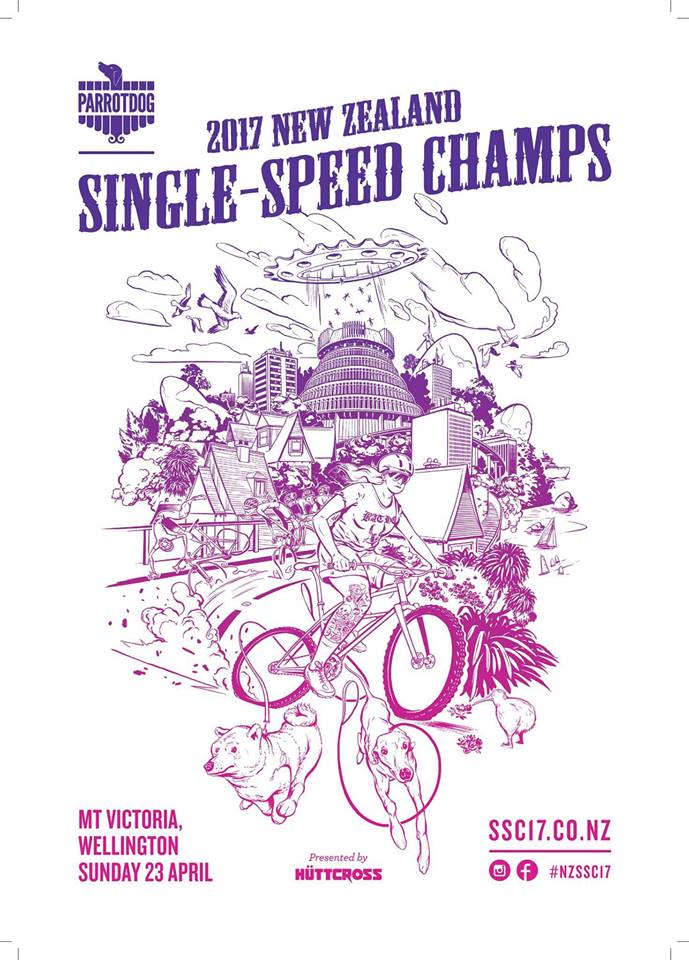 PARROTDOG
2017 NEW ZEALAND
SINGLE-SPEED CHAMPS
MT VICTORIA,
WELLINGTON
SUNDAY 23 APRIL
Presented by
HÜTTCROSS
SSC17.CO.NZ
#NZSSC17